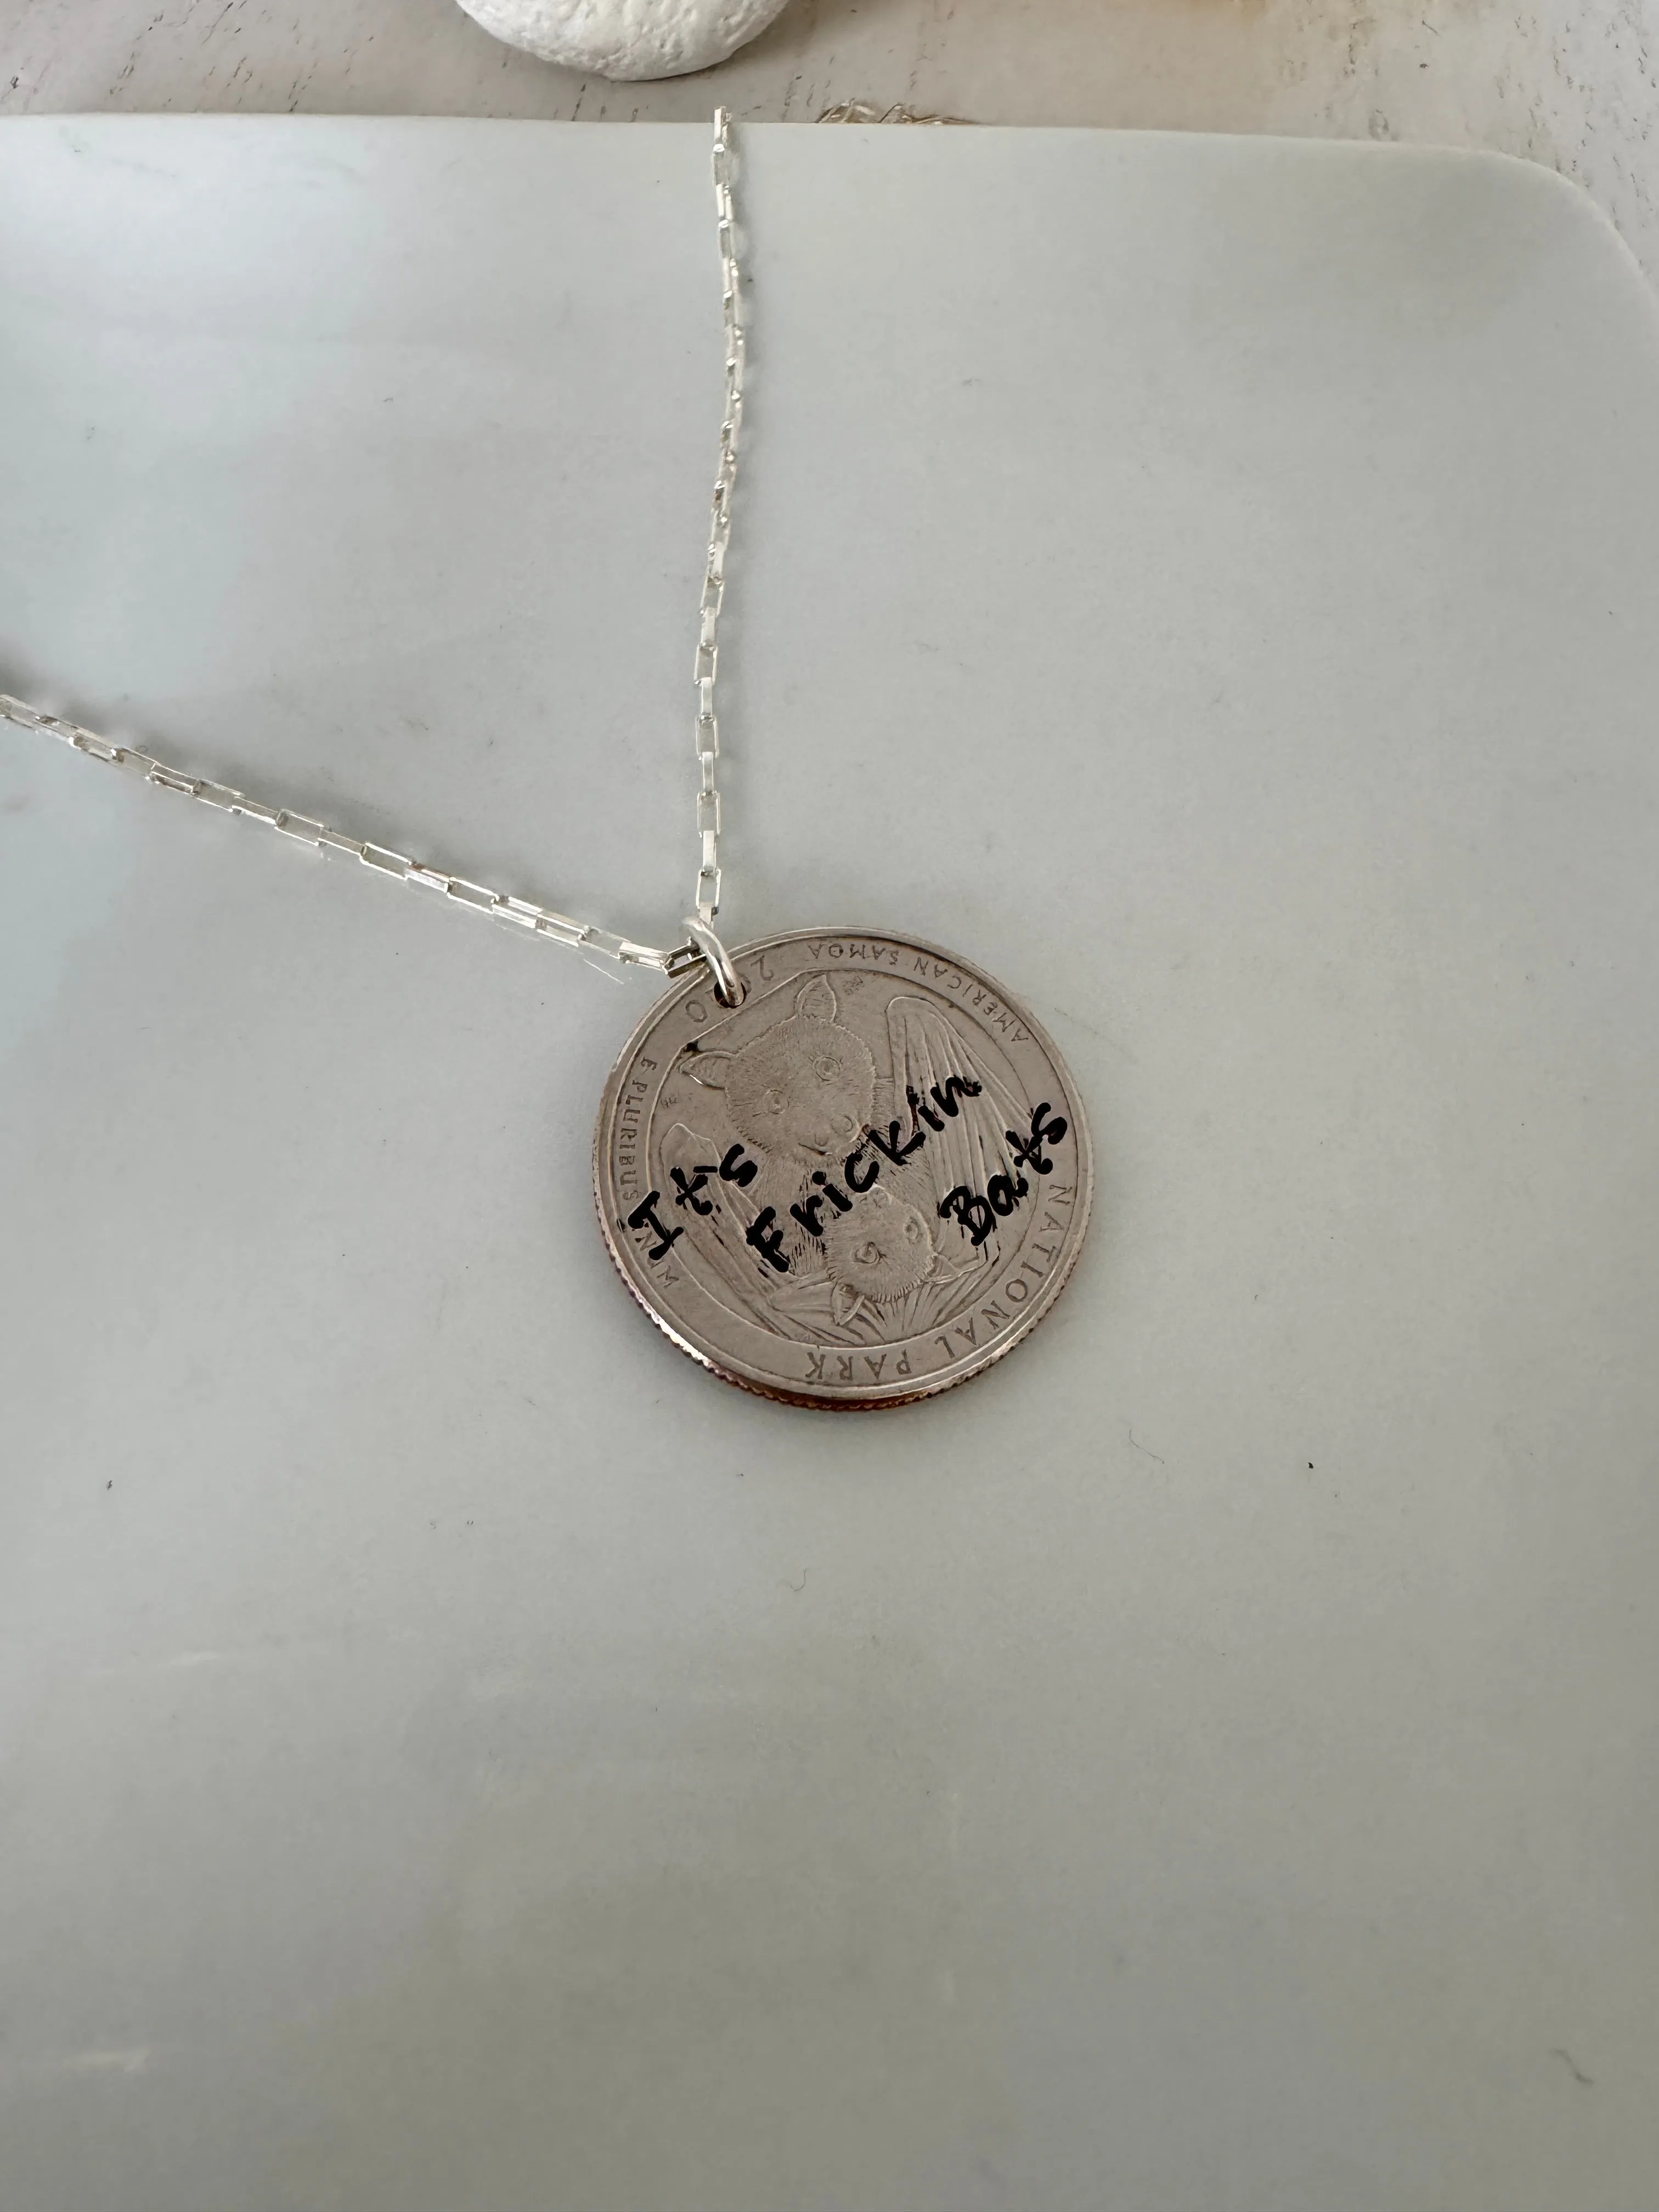 It's
Frickin
Bats
AMERICAN SAMOA
NATIONAL PARK
E PLURIBUS